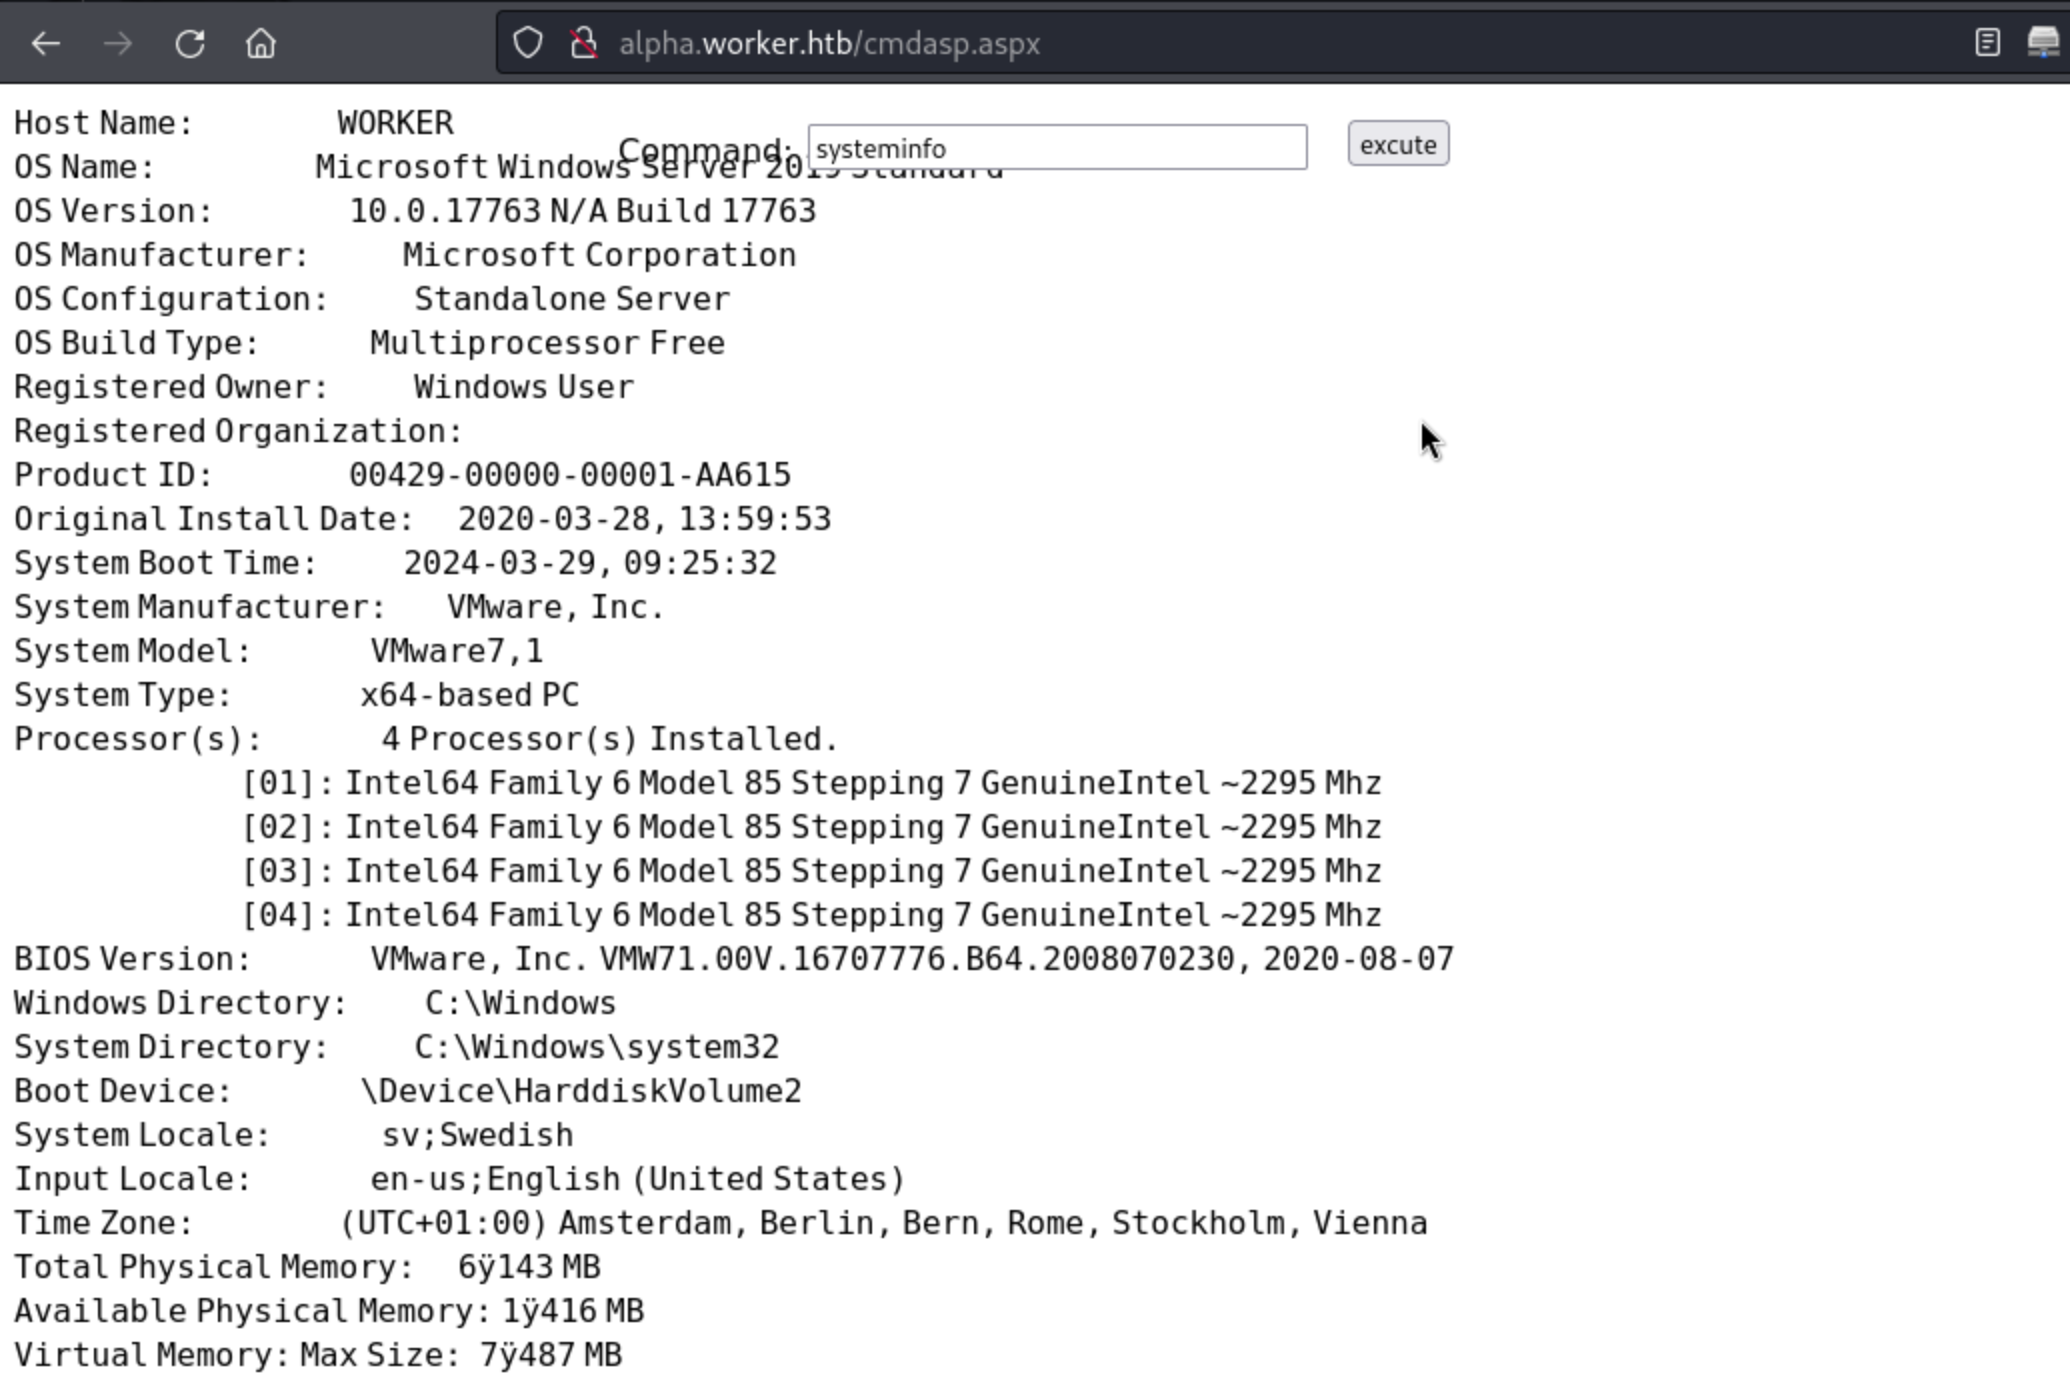 alpha.worker.htb/cmdasp.aspx
Host Name: WORKER
Command: systeminfo excute
OS Name: Microsoft Windows Server 2019 Standard
OS Version: 10.0.17763 N/A Build 17763
OS Manufacturer: Microsoft Corporation
OS Configuration: Standalone Server
OS Build Type: Multiprocessor Free
Registered Owner: Windows User
Registered Organization:
Product ID: 00429-00000-00001-AA615
Original Install Date: 2020-03-28, 13:59:53
System Boot Time: 2024-03-29, 09:25:32
System Manufacturer: VMware, Inc.
System Model: VMware7,1
System Type: x64-based PC
Processor(s): 4 Processor(s) Installed.
[01]: Intel64 Family 6 Model 85 Stepping 7 GenuineIntel ~2295 Mhz
[02]: Intel64 Family 6 Model 85 Stepping 7 GenuineIntel ~2295 Mhz
[03]: Intel64 Family 6 Model 85 Stepping 7 GenuineIntel ~2295 Mhz
[04]: Intel64 Family 6 Model 85 Stepping 7 GenuineIntel ~2295 Mhz
BIOS Version: VMware, Inc. VMW71.00V.16707776.B64.2008070230, 2020-08-07
Windows Directory: C:\Windows
System Directory: C:\Windows\system32
Boot Device: \Device\HarddiskVolume2
System Locale: sv;Swedish
Input Locale: en-us;English (United States)
Time Zone: (UTC+01:00) Amsterdam, Berlin, Bern, Rome, Stockholm, Vienna
Total Physical Memory: 6ÿ143 MB
Available Physical Memory: 1ÿ416 MB
Virtual Memory: Max Size: 7ÿ487 MB